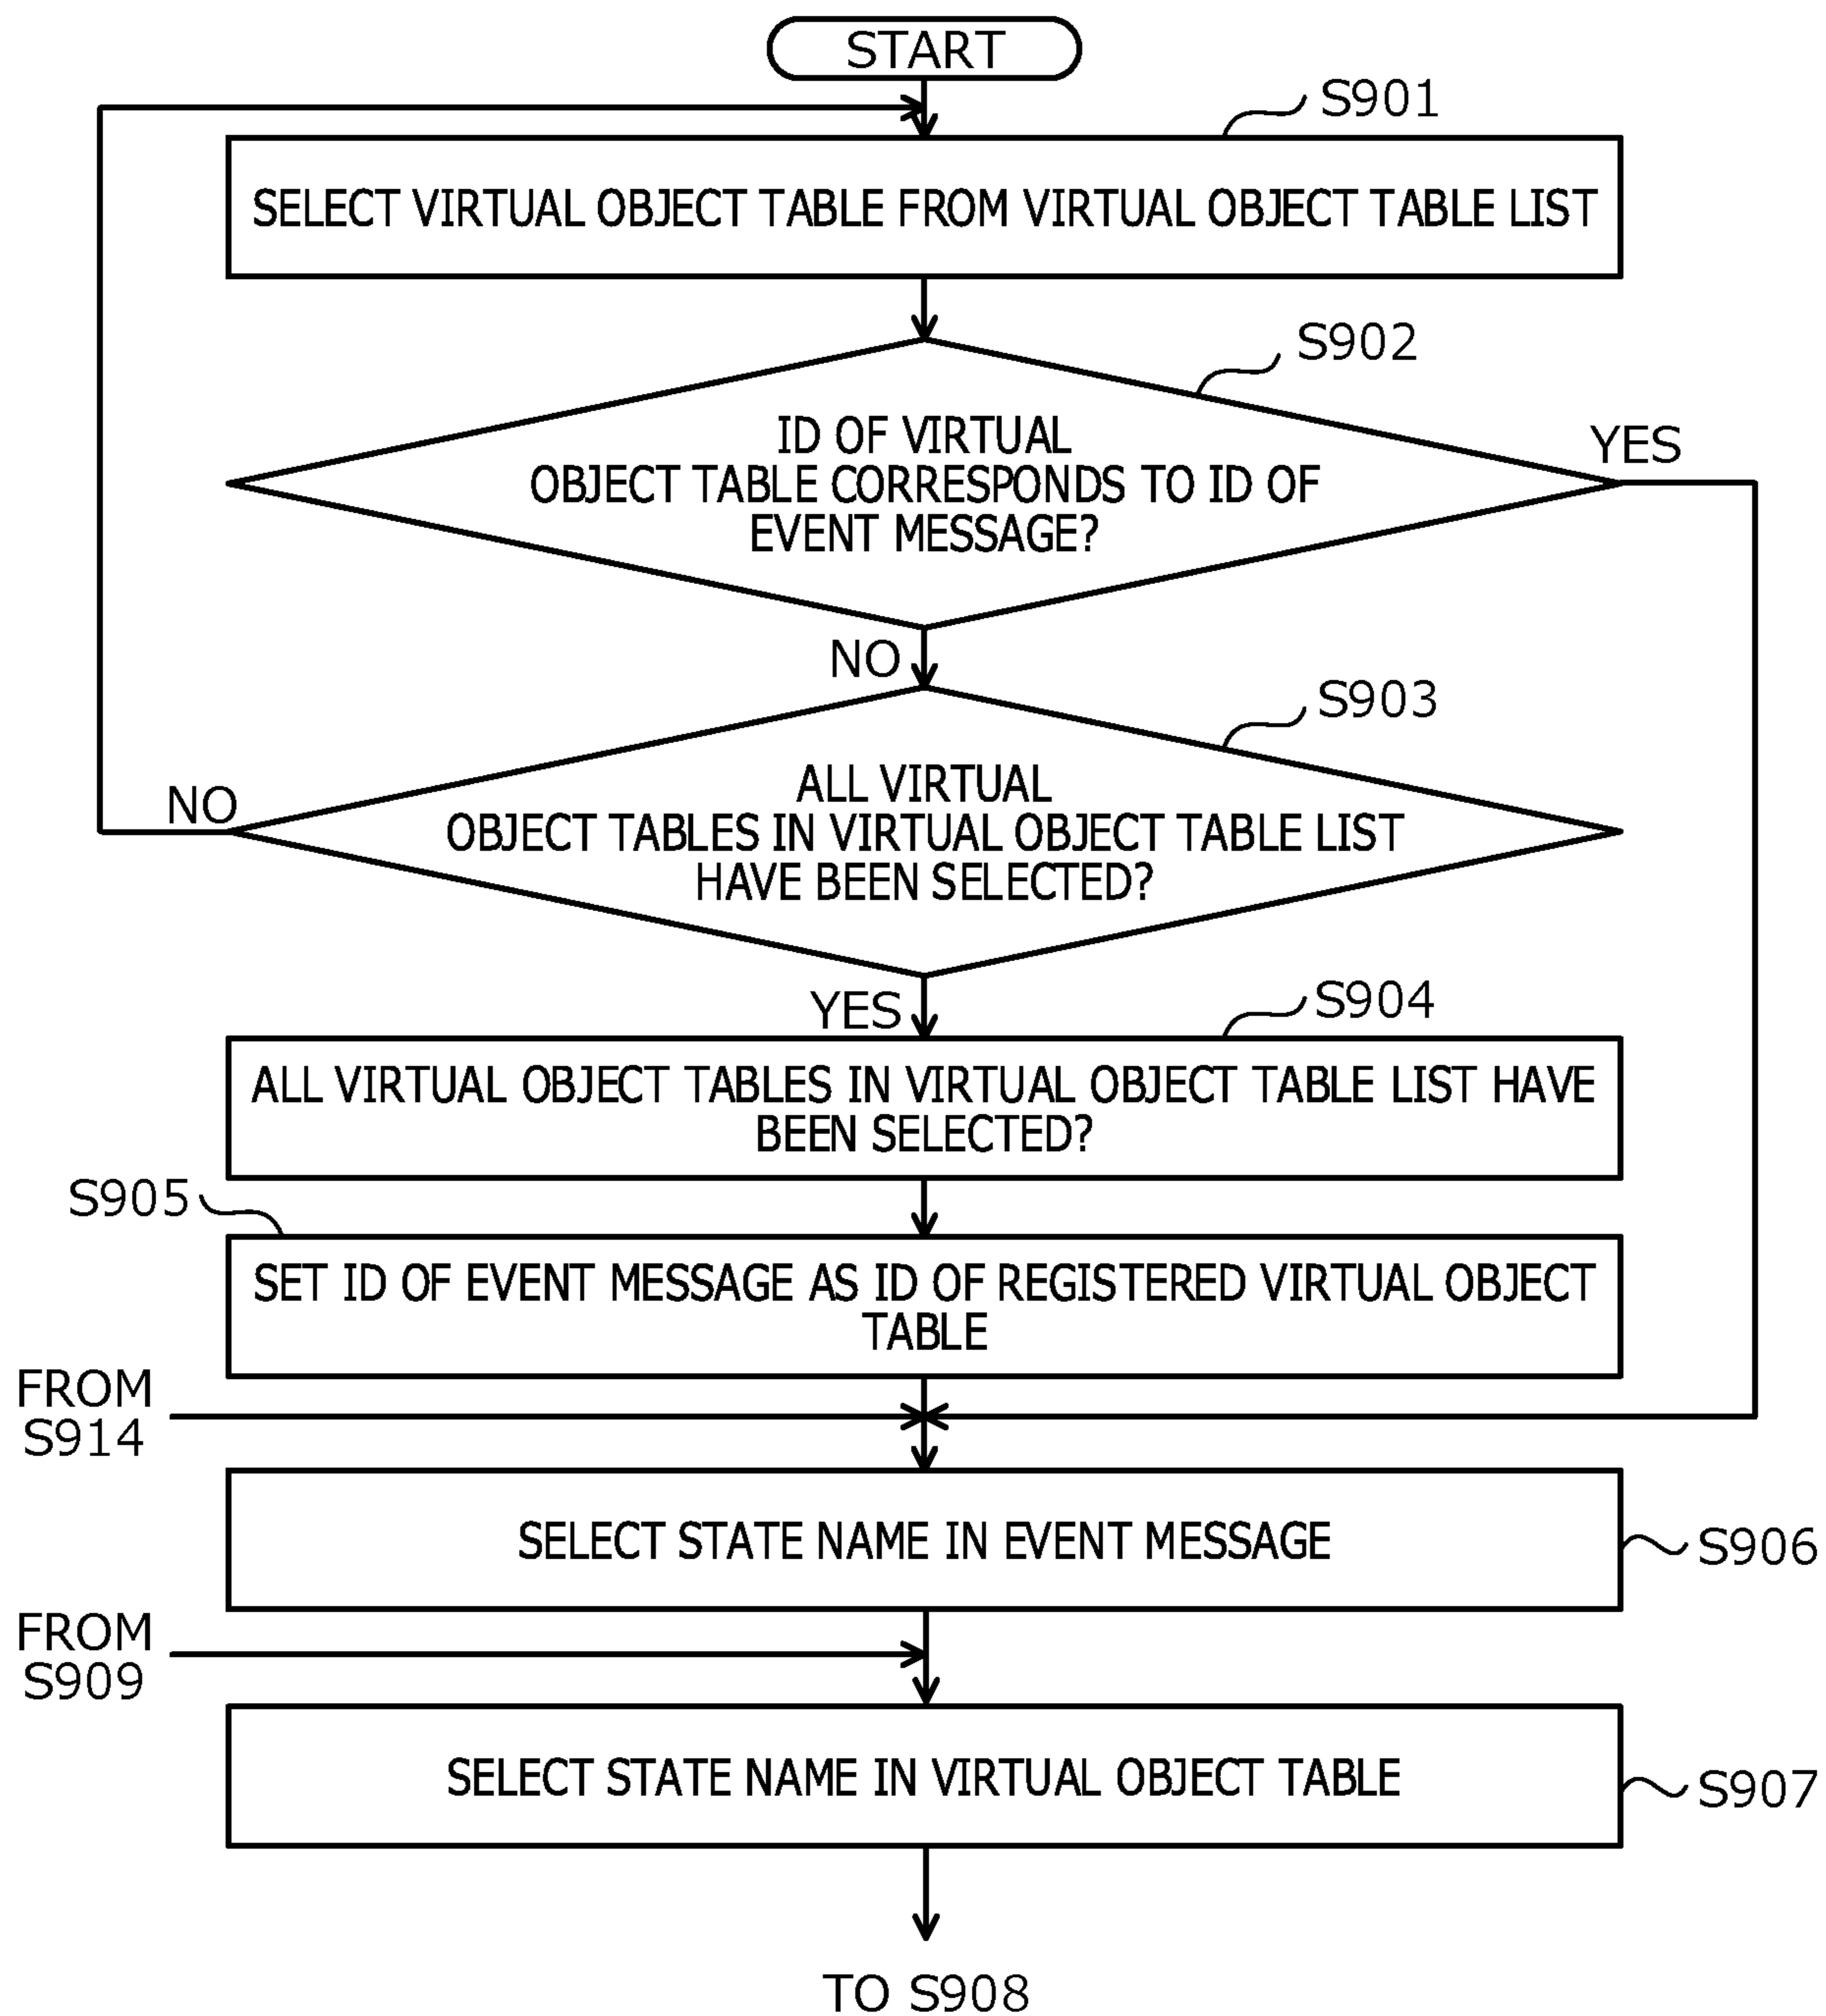 START
S901
SELECT VIRTUAL OBJECT TABLE FROM VIRTUAL OBJECT TABLE LIST
S902
ID OF VIRTUAL
OBJECT TABLE CORRESPONDS TO ID OF
EVENT MESSAGE?
YES
NO
S903
ALL VIRTUAL
OBJECT TABLES IN VIRTUAL OBJECT TABLE LIST
HAVE BEEN SELECTED?
NO
YES
S904
ALL VIRTUAL OBJECT TABLES IN VIRTUAL OBJECT TABLE LIST HAVE
BEEN SELECTED?
S905
SET ID OF EVENT MESSAGE AS ID OF REGISTERED VIRTUAL OBJECT
TABLE
FROM
S914
SELECT STATE NAME IN EVENT MESSAGE
S906
FROM
S909
SELECT STATE NAME IN VIRTUAL OBJECT TABLE
S907
TO S908